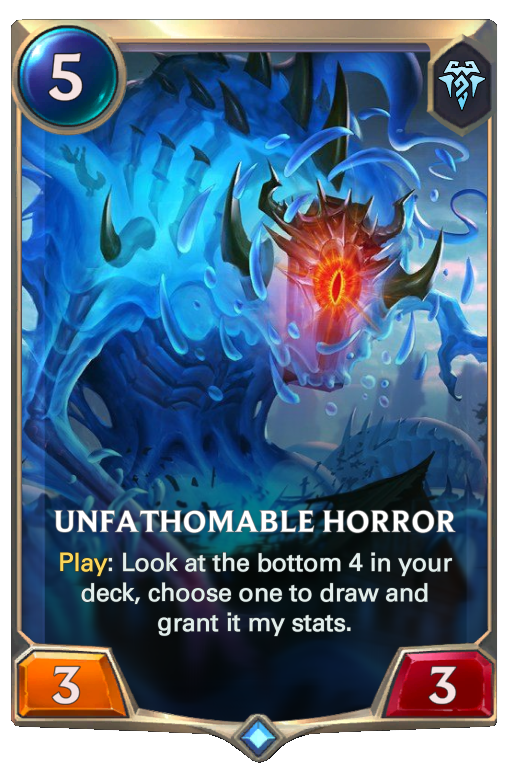 5
UNFATHOMABLE HORROR
Play: Look at the bottom 4 in your
deck, choose one to draw and
grant it my stats.
3
3